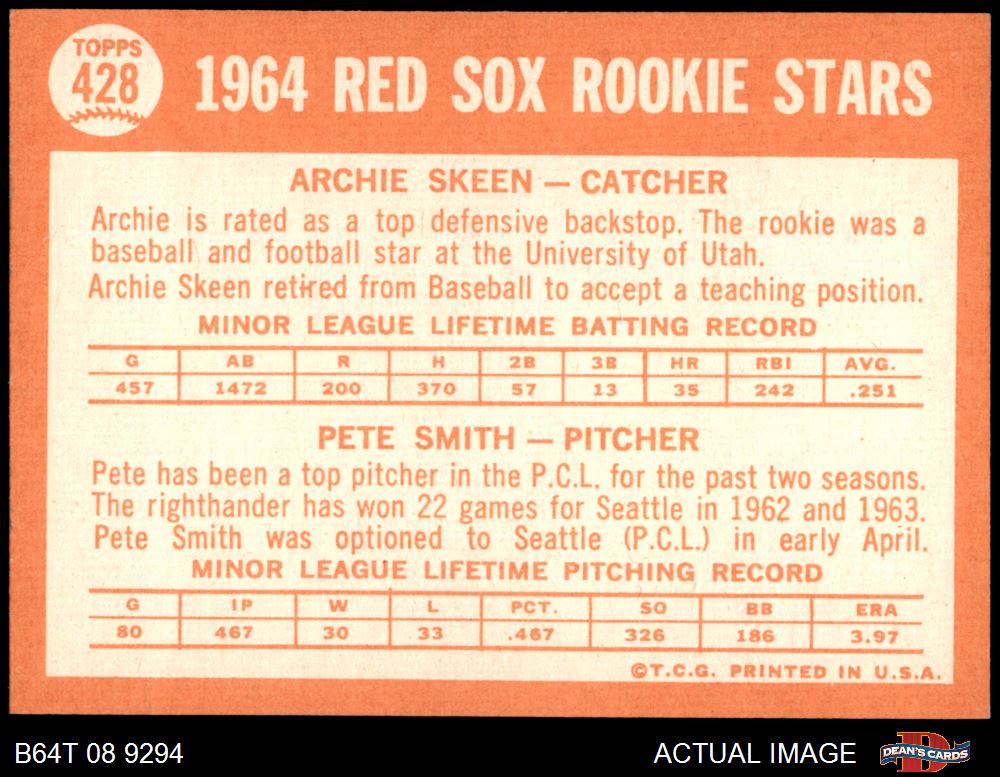 TOPPS
428
1964 RED SOX ROOKIE STARS
ARCHIE SKEEN — CATCHER
Archie is rated as a top defensive backstop. The rookie was a
baseball and football star at the University of Utah.
Archie Skeen retired from Baseball to accept a teaching position.
MINOR LEAGUE LIFETIME BATTING RECORD
G AB R H 2B 3B HR RBI AVG.
457 1472 200 370 57 13 35 242 .251
PETE SMITH — PITCHER
Pete has been a top pitcher in the P.C.L. for the past two seasons.
The righthander has won 22 games for Seattle in 1962 and 1963.
Pete Smith was optioned to Seattle (P.C.L.) in early April.
MINOR LEAGUE LIFETIME PITCHING RECORD
G IP W L PCT. SO BB ERA
80 467 30 33 .467 326 186 3.97
©T.C.G. PRINTED IN U.S.A.
B64T 08 9294
ACTUAL IMAGE
D
DEAN'S CARDS